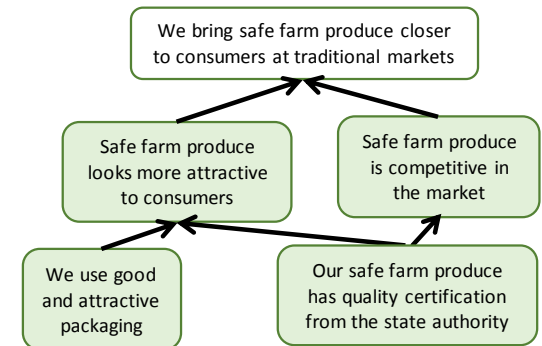 We bring safe farm produce closer
to consumers at traditional markets
Safe farm produce
looks more attractive
to consumers
Safe farm produce
is competitive in
the market
We use good
and attractive
packaging
Our safe farm produce
has quality certification
from the state authority